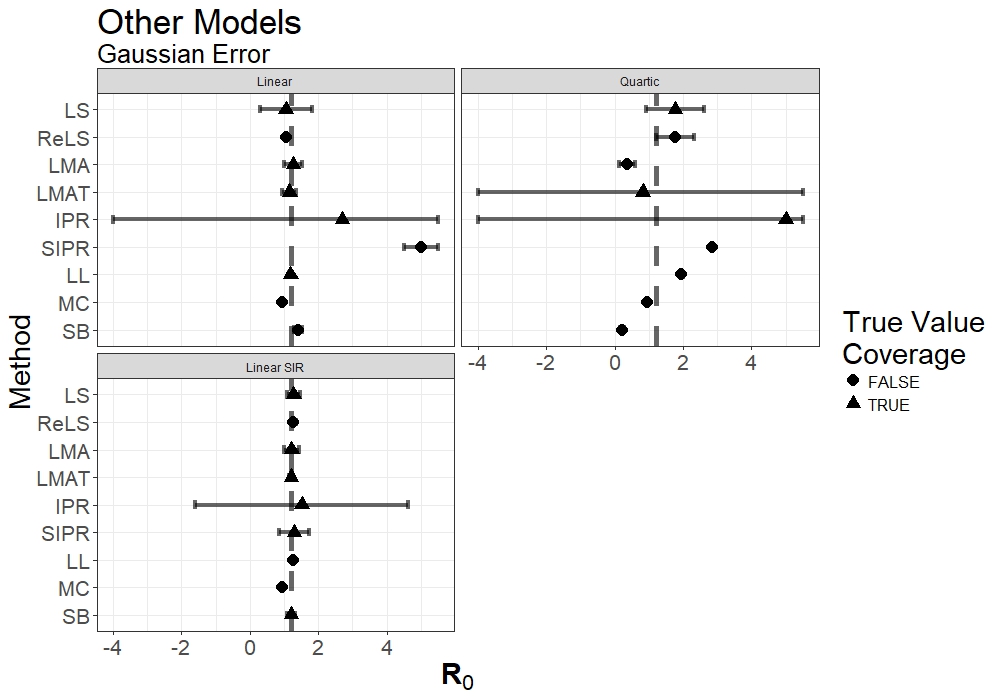 Other Models
Gaussian Error
Linear
Quartic
LS
ReLS
LMA
LMAT
IPR
SIPR
LL
MC
SB
-4 -2 0 2 4
Linear SIR
LS
ReLS
LMA
LMAT
IPR
SIPR
LL
MC
SB
-4 -2 0 2 4
Method
R0
True Value
Coverage
FALSE
TRUE